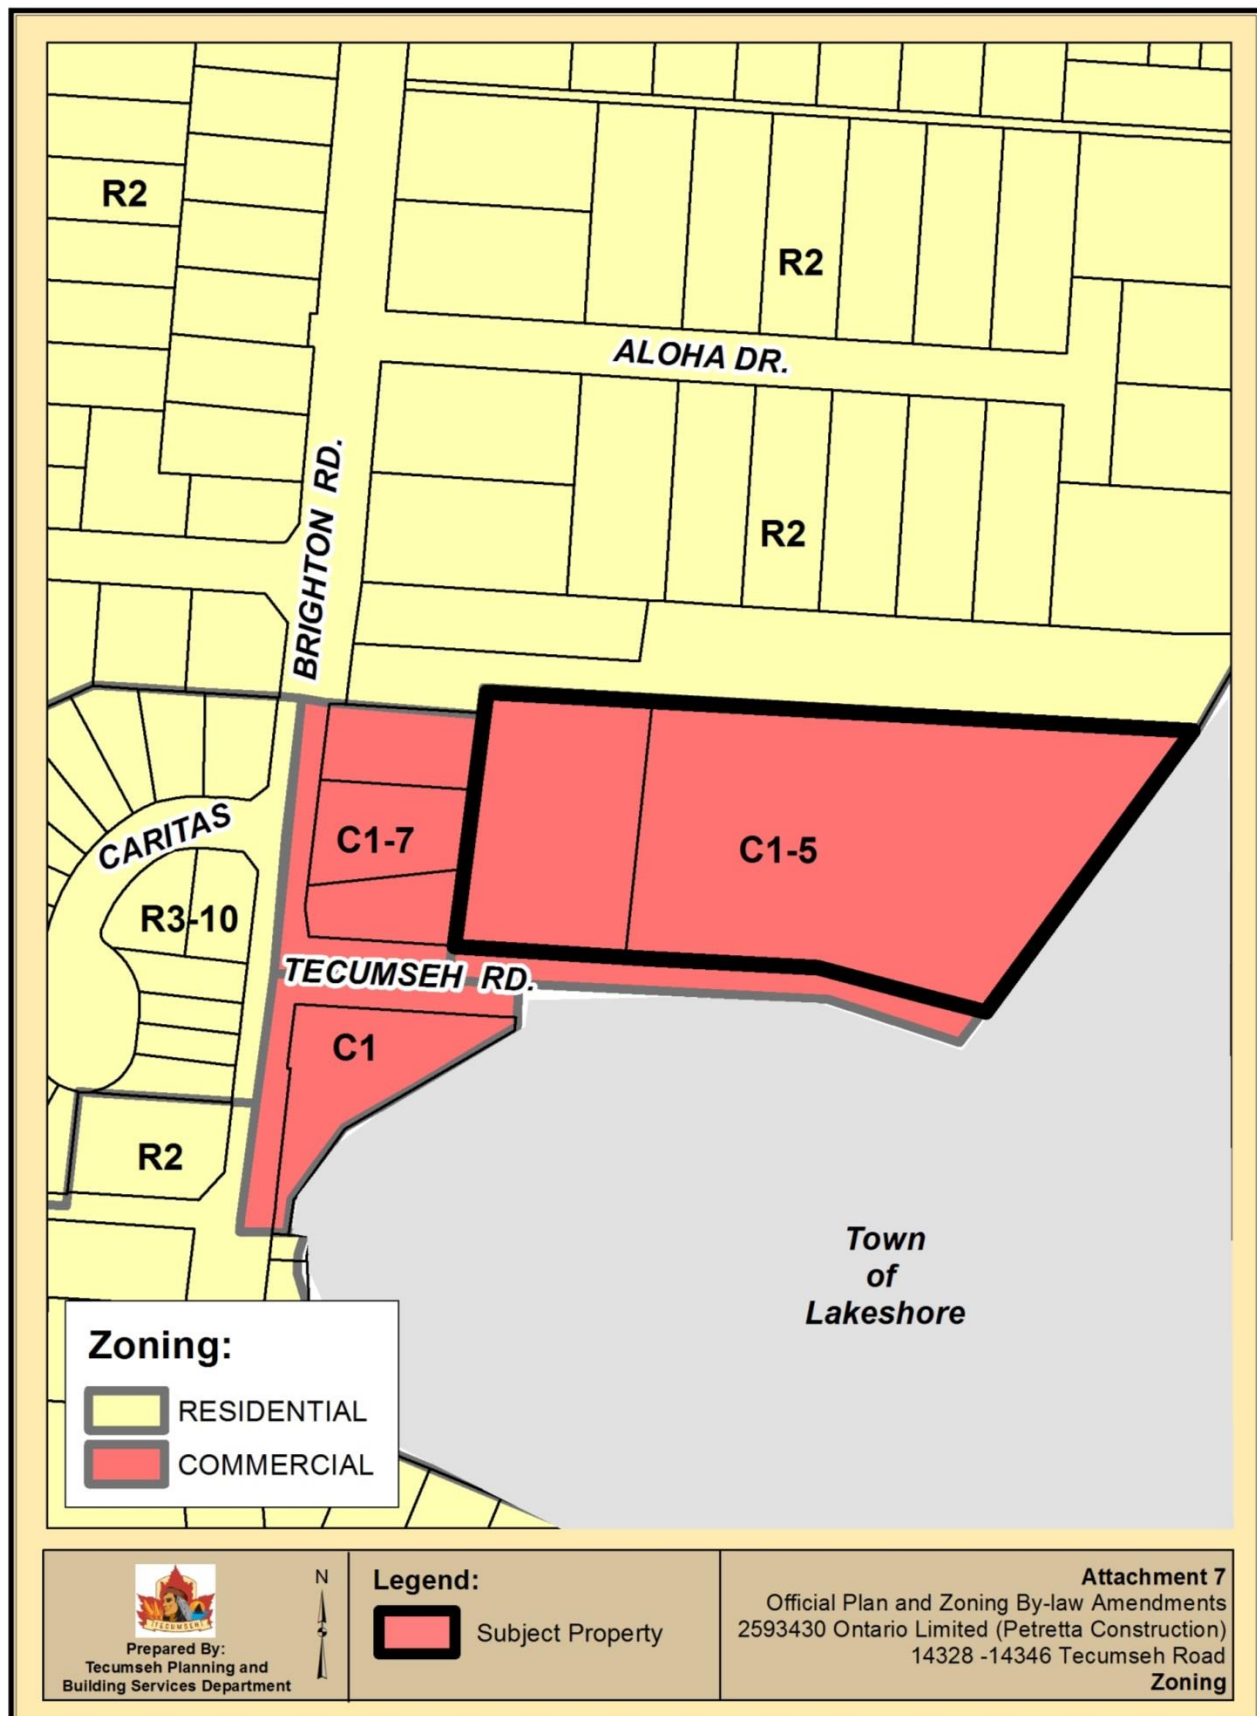 R2
R2
ALOHA DR.
BRIGHTON RD.
R2
CARITAS
C1-7
C1-5
R3-10
TECUMSEH RD.
C1
R2
Town
of
Lakeshore
Zoning:
RESIDENTIAL
COMMERCIAL
TECUMSEH
Prepared By:
Tecumseh Planning and
Building Services Department
N
Legend:
Subject Property
Attachment 7
Official Plan and Zoning By-law Amendments
2593430 Ontario Limited (Petretta Construction)
14328 -14346 Tecumseh Road
Zoning